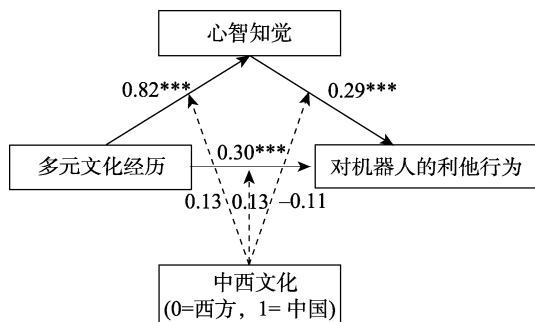 心智知觉
0.82***
0.29***
多元文化经历
0.30***
对机器人的利他行为
0.13
0.13
–0.11
中西文化
(0=西方，1= 中国)